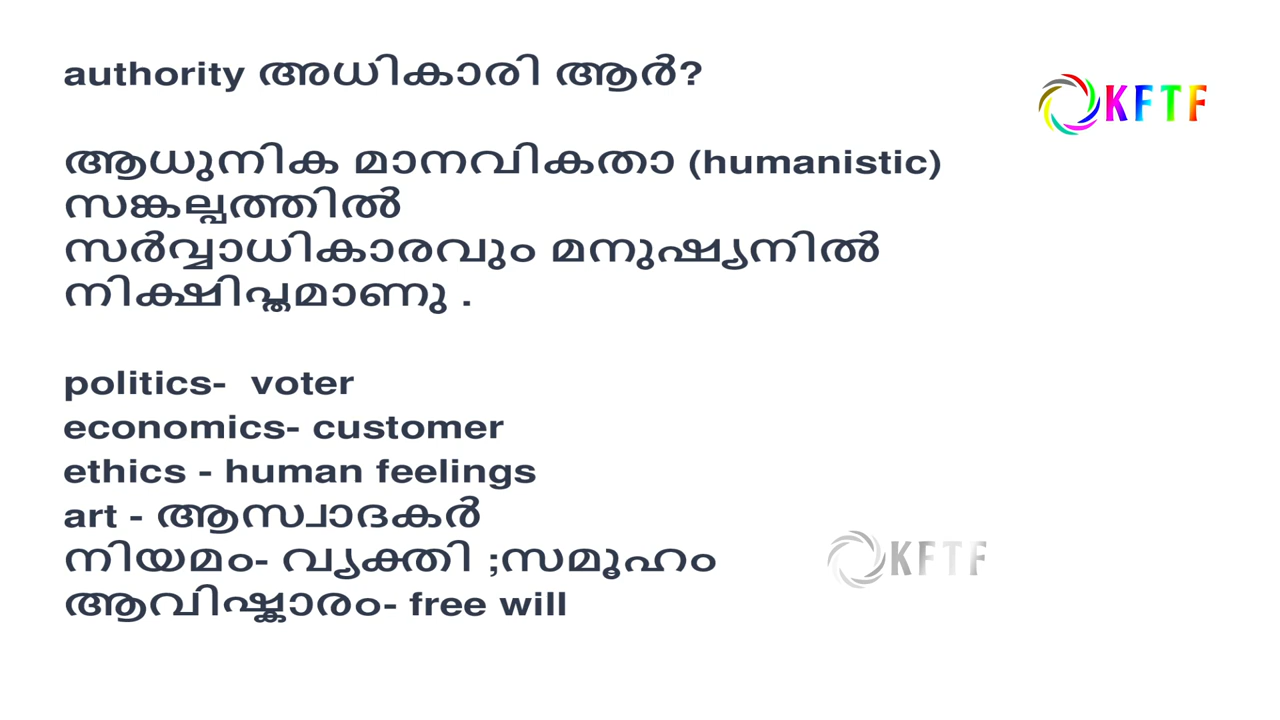 authority അധികാരി ആർ?
KFTF
ആധുനിക മാനവികതാ (humanistic)
സങ്കല്പത്തിൽ
സർവ്വാധികാരവും മനുഷ്യനിൽ
നിക്ഷിപ്തമാണു .
politics-  voter
economics- customer
ethics - human feelings
art - ആസ്വാദകർ
നിയമം- വ്യക്തി ;സമൂഹം
KFTF
ആവിഷ്കാരം- free will